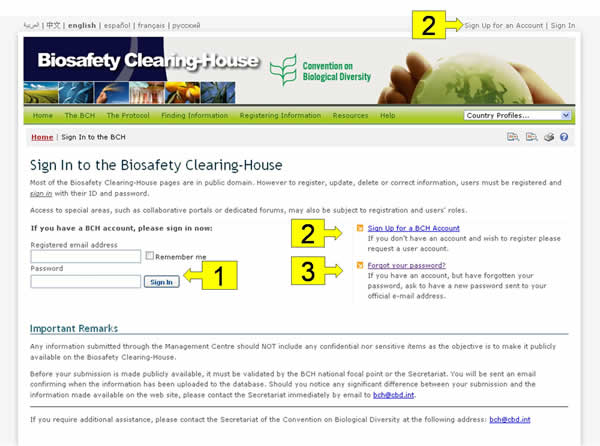 العربية | 中文 | english | español | français | русский
2
Sign Up for an Account | Sign In
Biosafety Clearing-House
Convention on
Biological Diversity
Home The BCH The Protocol Finding Information Registering Information Resources Help
Country Profiles...
Home | Sign In to the BCH
Sign In to the Biosafety Clearing-House
Most of the Biosafety Clearing-House pages are in public domain. However to register, update, delete or correct information, users must be registered and
sign in with their ID and password.
Access to special areas, such as collaborative portals or dedicated forums, may also be subject to registration and users' roles.
If you have a BCH account, please sign in now:
Registered email address
Remember me
Password
Sign In
1
2
Sign Up for a BCH Account
If you don't have an account and wish to register please
request a user account.
3
Forgot your password?
If you have an account, but have forgotten your
password, ask to have a new password sent to your
official e-mail address.
Important Remarks
Any information submitted through the Management Centre should NOT include any confidential nor sensitive items as the objective is to make it publicly
available on the Biosafety Clearing-House.
Before your submission is made publicly available, it must be validated by the BCH national focal point or the Secretariat. You will be sent an email
confirming when the information has been uploaded to the database. Should you notice any significant difference between your submission and the
information made available on the web site, please contact the Secretariat immediately by email to bch@cbd.int.
If you require additional assistance, please contact the Secretariat of the Convention on Biological Diversity at the following address: bch@cbd.int